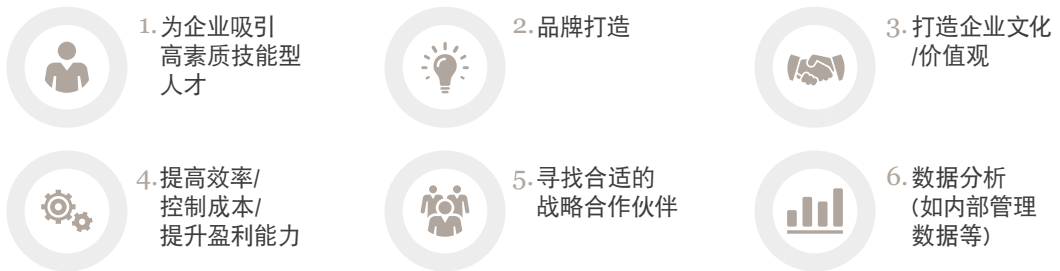 1. 为企业吸引
高素质技能型
人才
2. 品牌打造
3. 打造企业文化
/价值观
4. 提高效率/
控制成本/
提升盈利能力
5. 寻找合适的
战略合作伙伴
6. 数据分析
(如内部管理
数据等)